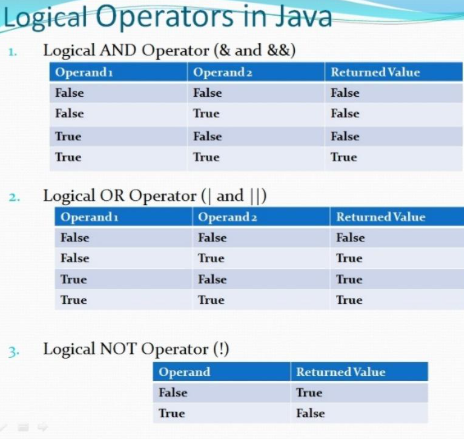 Logical Operators in Java
1. Logical AND Operator (& and &&)
Operand1 Operand2 Returned Value
False False False
False True False
True False False
True True True
2. Logical OR Operator (| and ||)
Operand1 Operand2 Returned Value
False False False
False True True
True False True
True True True
3. Logical NOT Operator (!)
Operand Returned Value
False True
True False